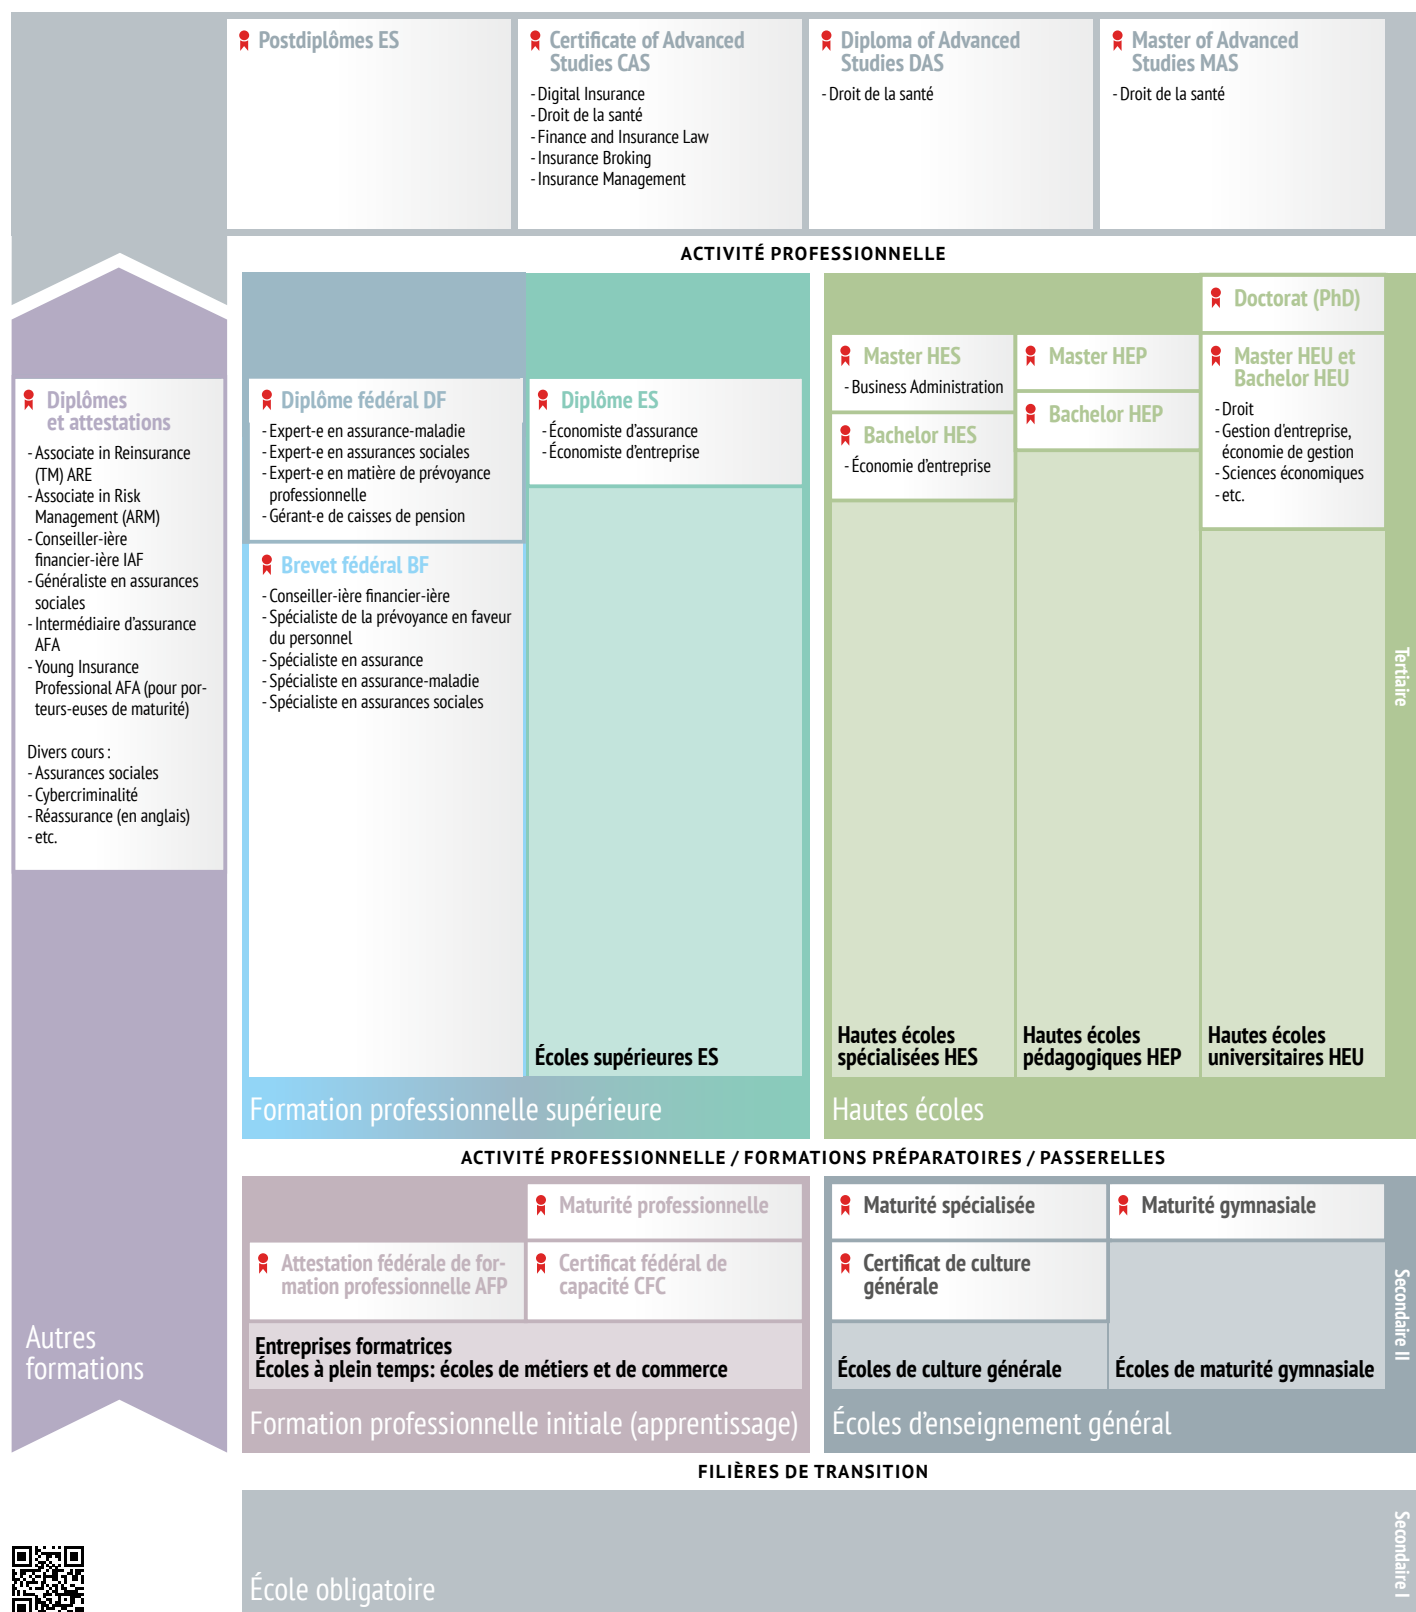 Postdiplômes ES
Certificate of Advanced
Studies CAS
- Digital Insurance
- Droit de la santé
- Finance and Insurance Law
- Insurance Broking
- Insurance Management
Diploma of Advanced
Studies DAS
- Droit de la santé
Master of Advanced
Studies MAS
- Droit de la santé
ACTIVITÉ PROFESSIONNELLE
Diplômes
et attestations
- Associate in Reinsurance
(TM) ARE
- Associate in Risk
Management (ARM)
- Conseiller-ière
financier-ière IAF
- Généraliste en assurances
sociales
- Intermédiaire d'assurance
AFA
- Young Insurance
Professional AFA (pour por-
teurs-euses de maturité)
Divers cours :
- Assurances sociales
- Cybercriminalité
- Réassurance (en anglais)
- etc.
Autres
formations
Diplôme fédéral DF
- Expert-e en assurance-maladie
- Expert-e en assurances sociales
- Expert-e en matière de prévoyance
professionnelle
- Gérant-e de caisses de pension
Brevet fédéral BF
- Conseiller-ière financier-ière
- Spécialiste de la prévoyance en faveur
du personnel
- Spécialiste en assurance
- Spécialiste en assurance-maladie
- Spécialiste en assurances sociales
Diplôme ES
- Économiste d'assurance
- Économiste d'entreprise
Écoles supérieures ES
Formation professionnelle supérieure
Master HES
- Business Administration
Bachelor HES
- Économie d'entreprise
Hautes écoles
spécialisées HES
Master HEP
Bachelor HEP
Hautes écoles
pédagogiques HEP
Doctorat (PhD)
Master HEU et
Bachelor HEU
- Droit
- Gestion d'entreprise,
économie de gestion
- Sciences économiques
- etc.
Hautes écoles
universitaires HEU
Hautes écoles
Tertiaire
ACTIVITÉ PROFESSIONNELLE / FORMATIONS PRÉPARATOIRES / PASSERELLES
Maturité professionnelle
Attestation fédérale de for-
mation professionnelle AFP
Certificat fédéral de
capacité CFC
Entreprises formatrices
Écoles à plein temps: écoles de métiers et de commerce
Formation professionnelle initiale (apprentissage)
Maturité spécialisée
Certificat de culture
générale
Écoles de culture générale
Maturité gymnasiale
Écoles de maturité gymnasiale
Écoles d'enseignement général
Secondaire II
FILIÈRES DE TRANSITION
École obligatoire
Secondaire I